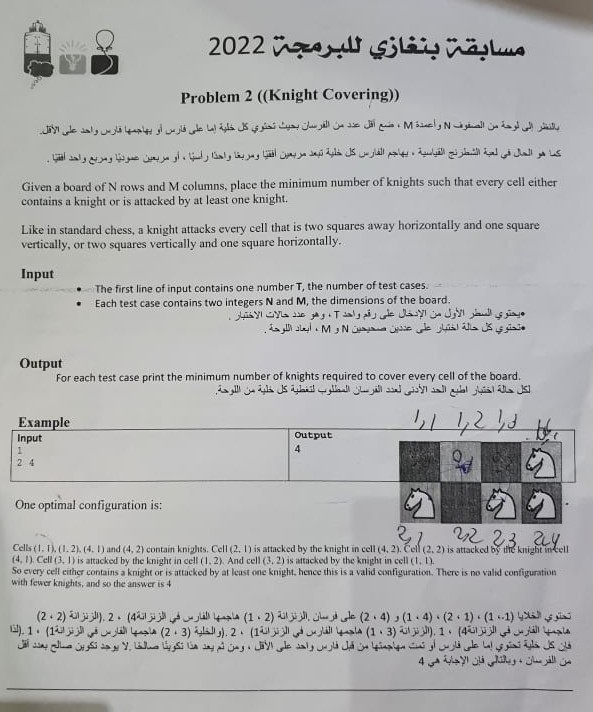 مسابقة بنغازي للبرمجة 2022
Problem 2 ((Knight Covering))
بالنظر إلى لوحة من الصفوف N وأعمدة M ، ضع أقل عدد من الفرسان بحيث تحتوي كل خلية إما على فارس أو يهاجمها فارس واحد على الأقل.
كما هو الحال في لعبة الشطرنج القياسية ، يهاجم الفارس كل خلية تبعد مربعين أفقيًا ومربعًا واحدًا رأسيًا ، أو مربعين عموديًا ومربع واحد أفقيًا .
Given a board of N rows and M columns, place the minimum number of knights such that every cell either
contains a knight or is attacked by at least one knight.
Like in standard chess, a knight attacks every cell that is two squares away horizontally and one square
vertically, or two squares vertically and one square horizontally.
Input
• The first line of input contains one number T, the number of test cases.
• Each test case contains two integers N and M, the dimensions of the board.
•يحتوي السطر الأول من الإدخال على رقم واحد T ، وهو عدد حالات الاختبار .
•تحتوي كل حالة اختبار على عددين صحيحين N و M ، أبعاد اللوحة.
Output
For each test case print the minimum number of knights required to cover every cell of the board.
لكل حالة اختبار اطبع الحد الأدنى لعدد الفرسان المطلوب لتغطية كل خلية من اللوحة.
Example
1,1 1,2 1,3
Input Output
1 4
2 4
One optimal configuration is:
2,1 2,2 2,3 2,4
Cells (1, 1), (1, 2), (4, 1) and (4, 2) contain knights. Cell (2, 1) is attacked by the knight in cell (4, 2). Cell (2, 2) is attacked by the knight in cell
(4, 1). Cell (3, 1) is attacked by the knight in cell (1, 2). And cell (3, 2) is attacked by the knight in cell (1, 1).
So every cell either contains a knight or is attacked by at least one knight, hence this is a valid configuration. There is no valid configuration
with fewer knights, and so the answer is 4
تحتوي الخلايا (1، 1) ، (1 ، 2) ، (1 ، 4) و (2 ، 4) على فرسان. الزنزانة (2 ، 1) هاجمها الفارس في الزنزانة (4 ، 2). الزنزانة (2 ، 2)
هاجمها الفارس في الزنزانة (4 ، 1). الزنزانة (3 ، 1) هاجمها الفارس في الزنزانة (1 ، 2). والخلية (3 ، 2) هاجمها الفارس في الزنزانة (1 ، 1). لذا
فإن كل خلية تحتوي إما على فارس أو تمت مهاجمتها من قبل فارس واحد على الأقل ، ومن ثم يعد هذا تكوينًا صالحًا. لا يوجد تكوين صالح بعدد أقل
من الفرسان ، وبالتالي فإن الإجابة هي 4